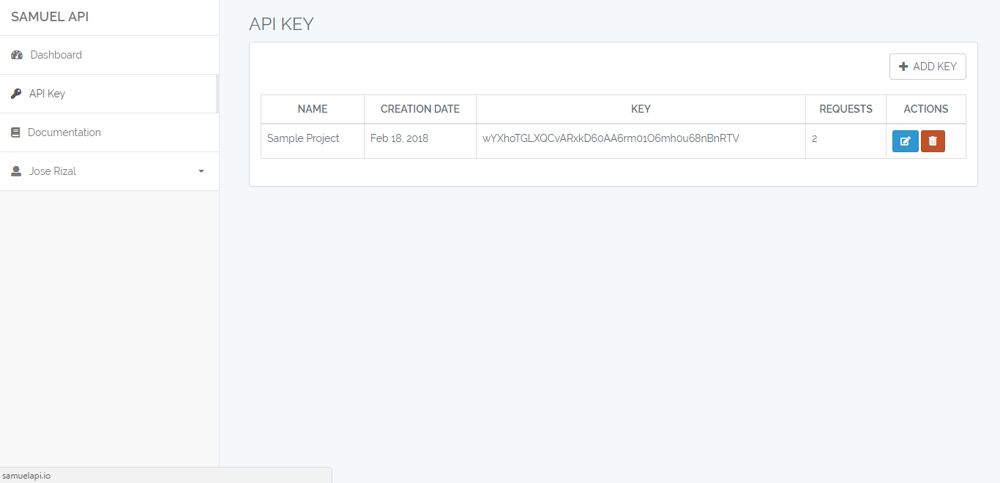 SAMUEL API
Dashboard
API Key
Documentation
Jose Rizal
API KEY
ADD KEY
NAME CREATION DATE KEY REQUESTS ACTIONS
Sample Project Feb 18, 2018 wYXhoTGLXQCvARxkD60AA6rm01O6mh0u68nBnRTV 2
samuelapi.io